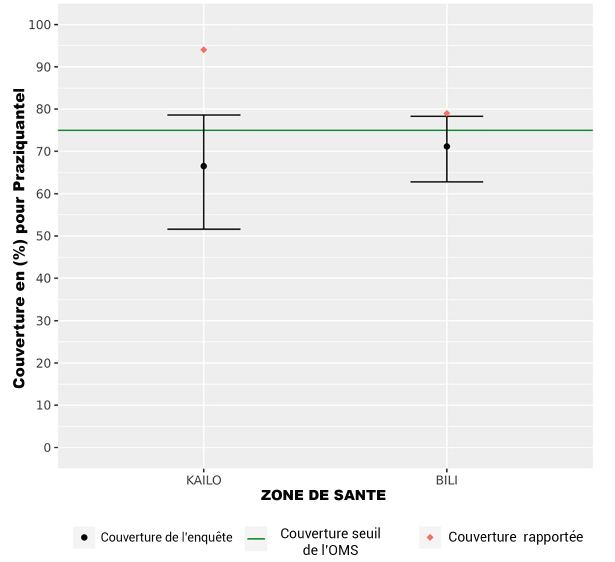 100
90
80
70
60
50
40
30
20
10
0
Couverture en (%) pour Praziquantel
KAILO
BILI
ZONE DE SANTE
Couverture de l'enquête
Couverture seuil
de l'OMS
Couverture rapportée